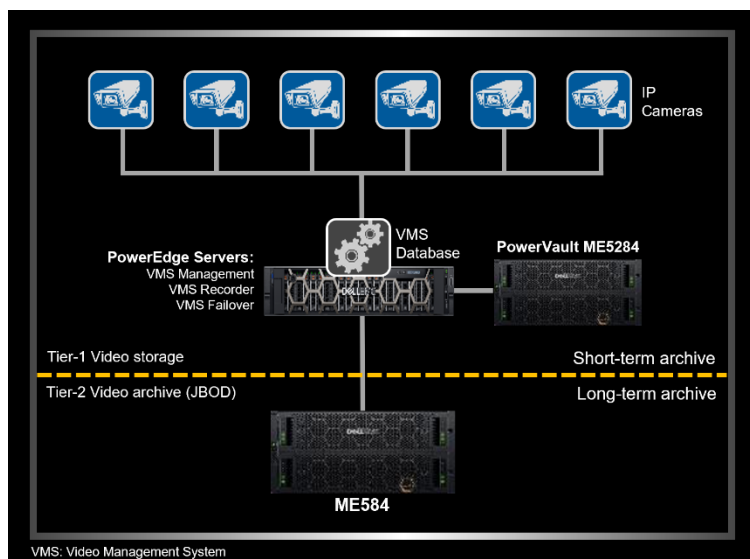 IP
Cameras
VMS
Database
PowerEdge Servers:
VMS Management
VMS Recorder
VMS Failover
PowerVault ME5284
Tier-1 Video storage
Short-term archive
Tier-2 Video archive (JBOD)
Long-term archive
ME584
VMS: Video Management System